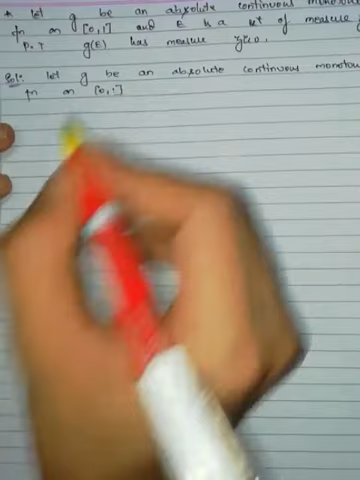 * Let g be an absolute continuous monotone
fn on [0,1] and E is a set of measure
P.T g(E) has measure zero.
Sol: Let g be an absolute continuous monotone
fn on [0,1]